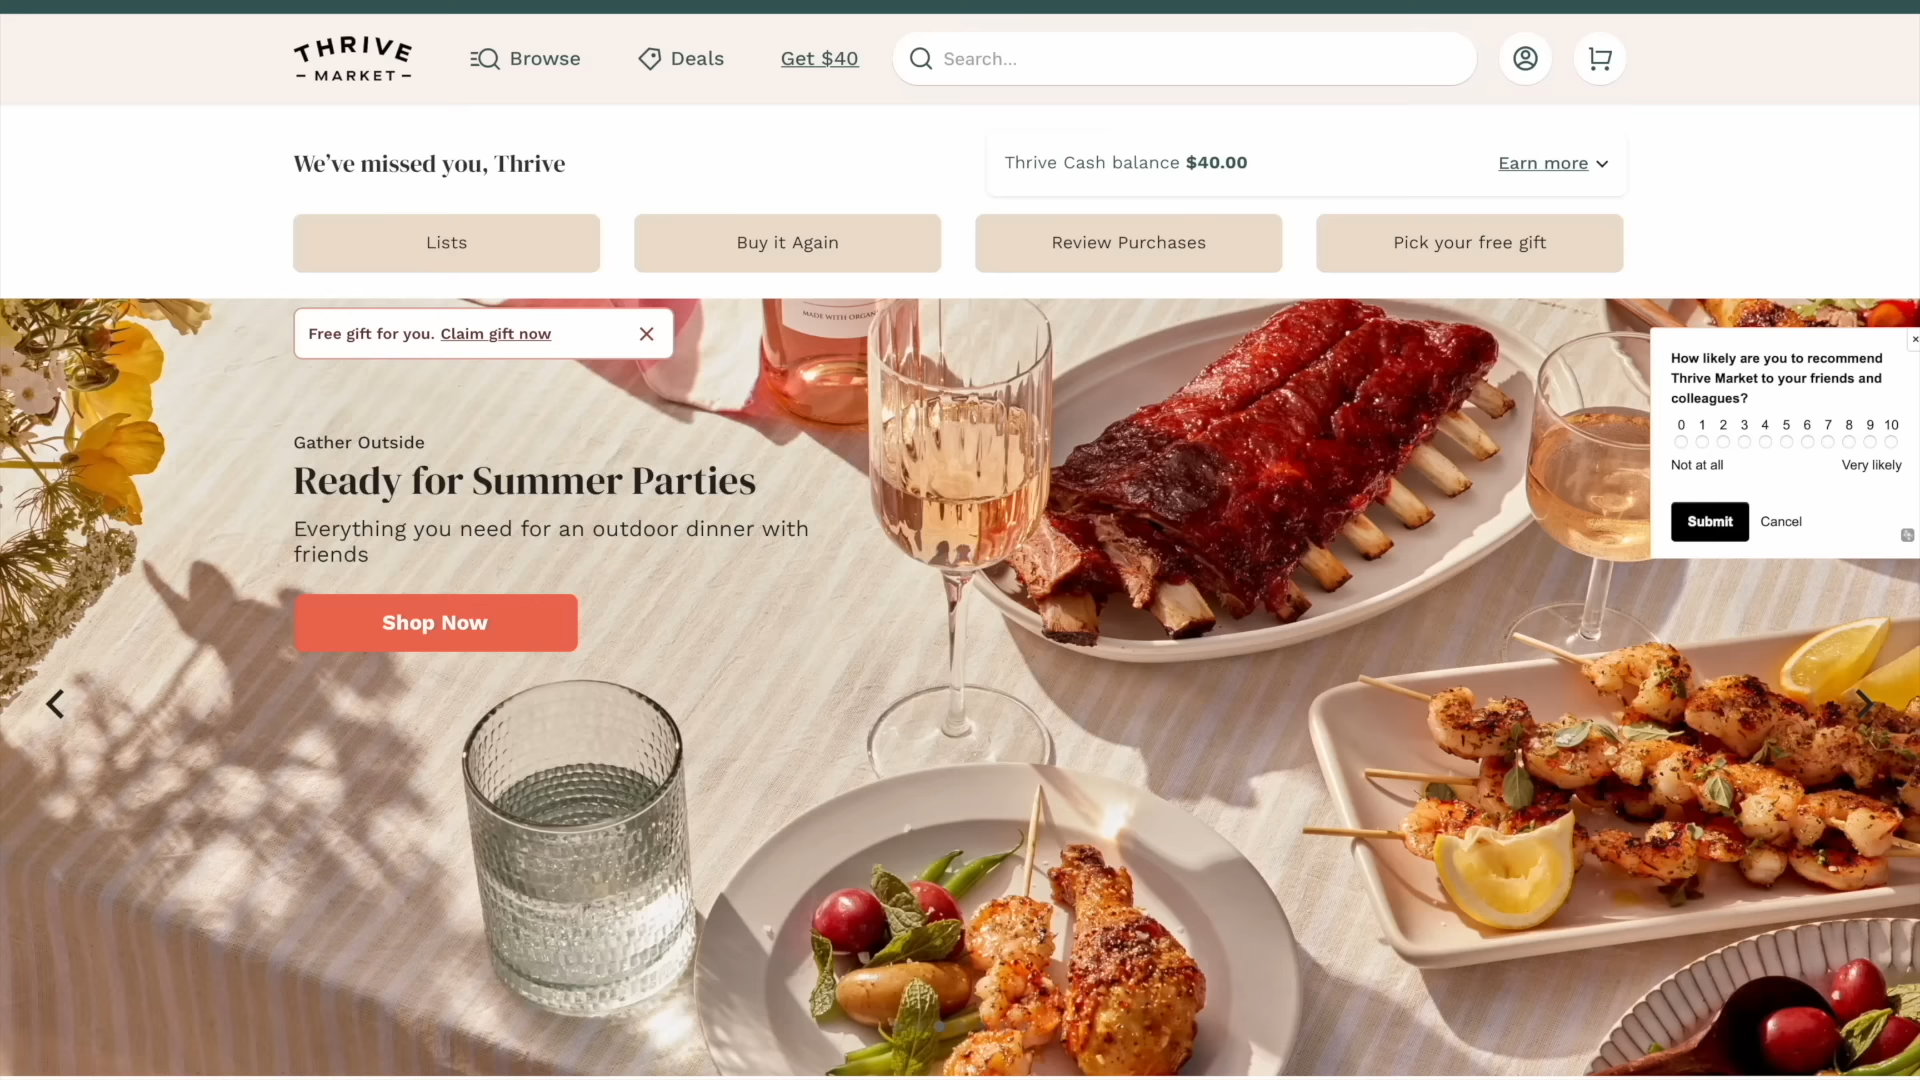 THRIVE
MARKET
Browse
Deals
Get $40
Search...
We've missed you, Thrive
Thrive Cash balance $40.00
Earn more
Lists
Buy it Again
Review Purchases
Pick your free gift
Free gift for you. Claim gift now
MADE WITH ORGAN
How likely are you to recommend
Thrive Market to your friends and
colleagues?
0 1 2 3 4 5 6 7 8 9 10
Not at all
Very likely
Submit
Cancel
Gather Outside
Ready for Summer Parties
Everything you need for an outdoor dinner with
friends
Shop Now